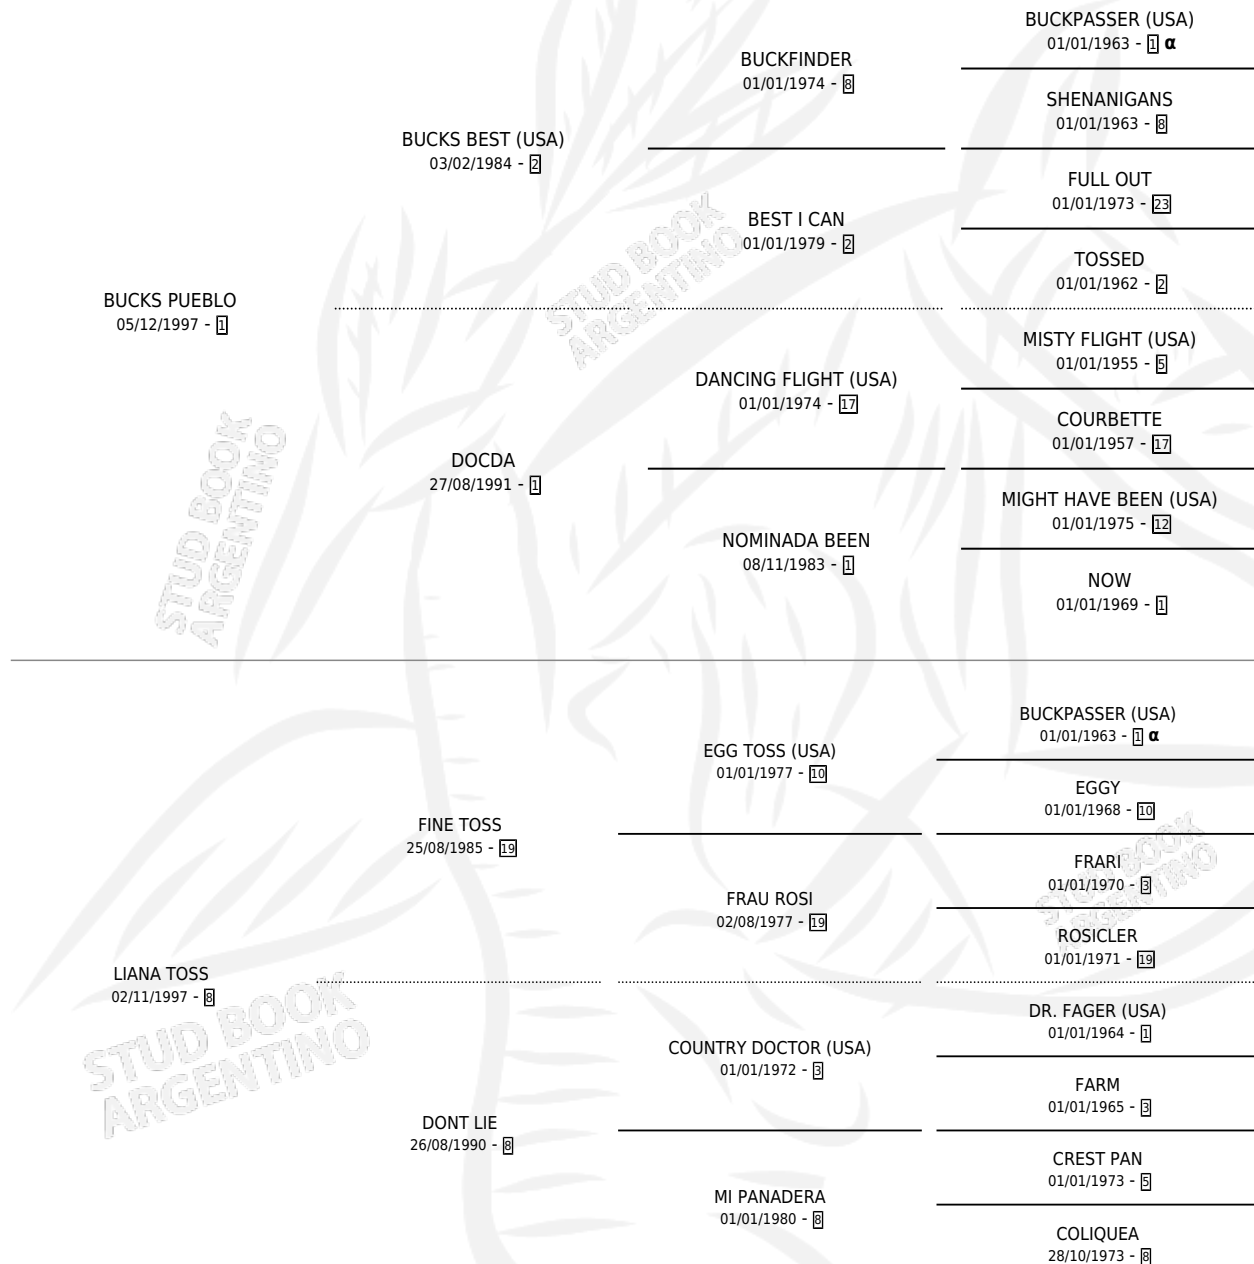 BUCKS PUEBLO
05/12/1997 - 1
BUCKS BEST (USA)
03/02/1984 - 2
BUCKFINDER
01/01/1974 - 8
BUCKPASSER (USA)
01/01/1963 - 1 α
SHENANIGANS
01/01/1963 - 8
BEST I CAN
01/01/1979 - 2
FULL OUT
01/01/1973 - 23
TOSSED
01/01/1962 - 2
DOCDA
27/08/1991 - 1
DANCING FLIGHT (USA)
01/01/1974 - 17
MISTY FLIGHT (USA)
01/01/1955 - 5
COURBETTE
01/01/1957 - 17
NOMINADA BEEN
08/11/1983 - 1
MIGHT HAVE BEEN (USA)
01/01/1975 - 12
NOW
01/01/1969 - 1
LIANA TOSS
02/11/1997 - 8
FINE TOSS
25/08/1985 - 19
EGG TOSS (USA)
01/01/1977 - 10
BUCKPASSER (USA)
01/01/1963 - 1 α
EGGY
01/01/1968 - 10
FRAU ROSI
02/08/1977 - 19
FRARI
01/01/1970 - 3
ROSICLER
01/01/1971 - 19
DONT LIE
26/08/1990 - 8
COUNTRY DOCTOR (USA)
01/01/1972 - 3
DR. FAGER (USA)
01/01/1964 - 1
FARM
01/01/1965 - 3
MI PANADERA
01/01/1980 - 8
CREST PAN
01/01/1973 - 5
COLIQUEA
28/10/1973 - 8
STUD BOOK
ARGENTINO
STUD BOOK
ARGENTINO
STUD BOOK
ARGENTINO
STUD BOOK
ARGENTINO